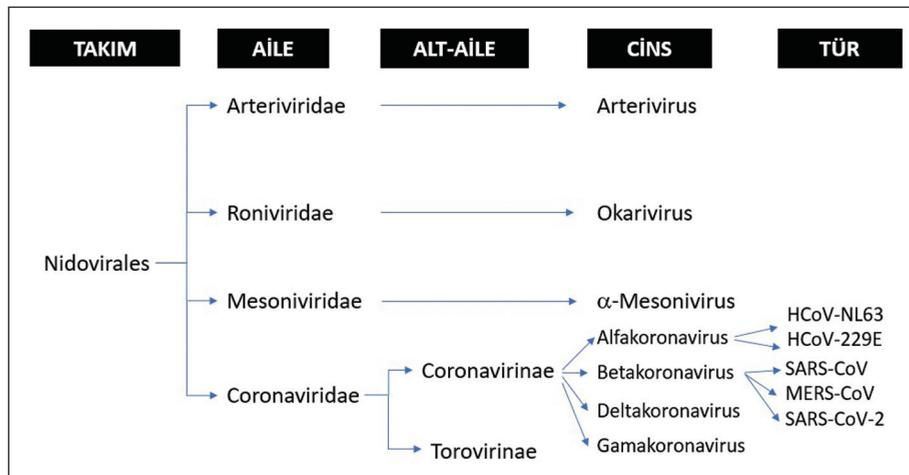 TAKIM AİLE ALT-AİLE CİNS TÜR
Arteriviridae Arterivirus
Roniviridae Okarivirus
Nidovirales
Mesoniviridae α-Mesonivirus
HCoV-NL63
Alfakoronavirus HCoV-229E
Coronavirinae Betakoronavirus SARS-CoV
Coronaviridae MERS-CoV
Deltakoronavirus SARS-CoV-2
Torovirinae Gamakoronavirus